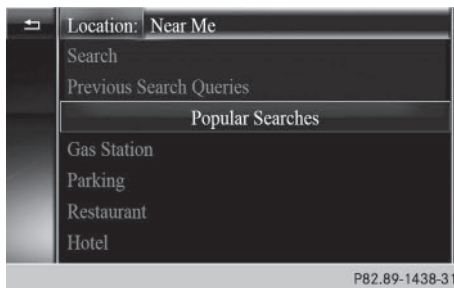 Location: Near Me
Search
Previous Search Queries
Popular Searches
Gas Station
Parking
Restaurant
Hotel
P82.89-1438-31